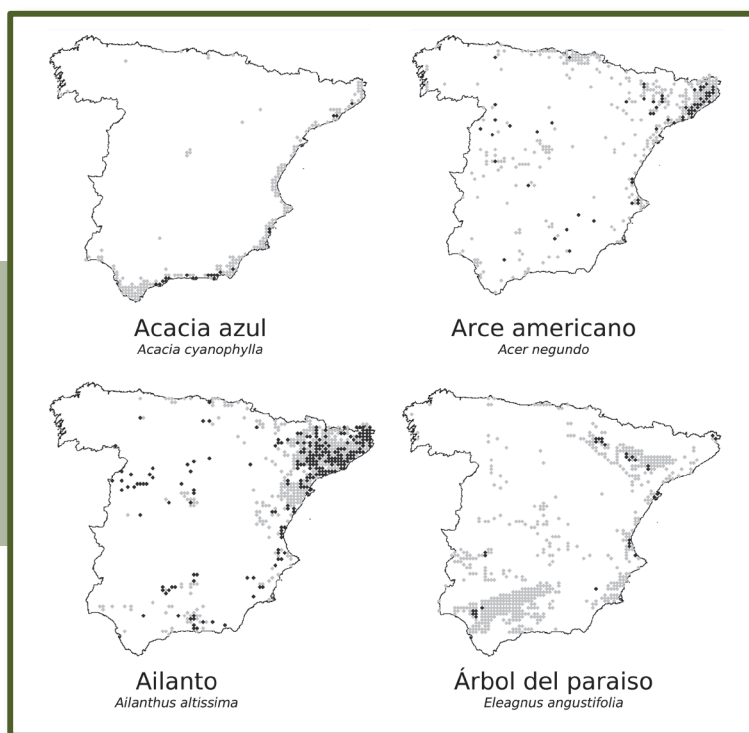 Acacia azul
Acacia cyanophylla
Arce americano
Acer negundo
Ailanto
Ailanthus altissima
Árbol del paraiso
Eleagnus angustifolia